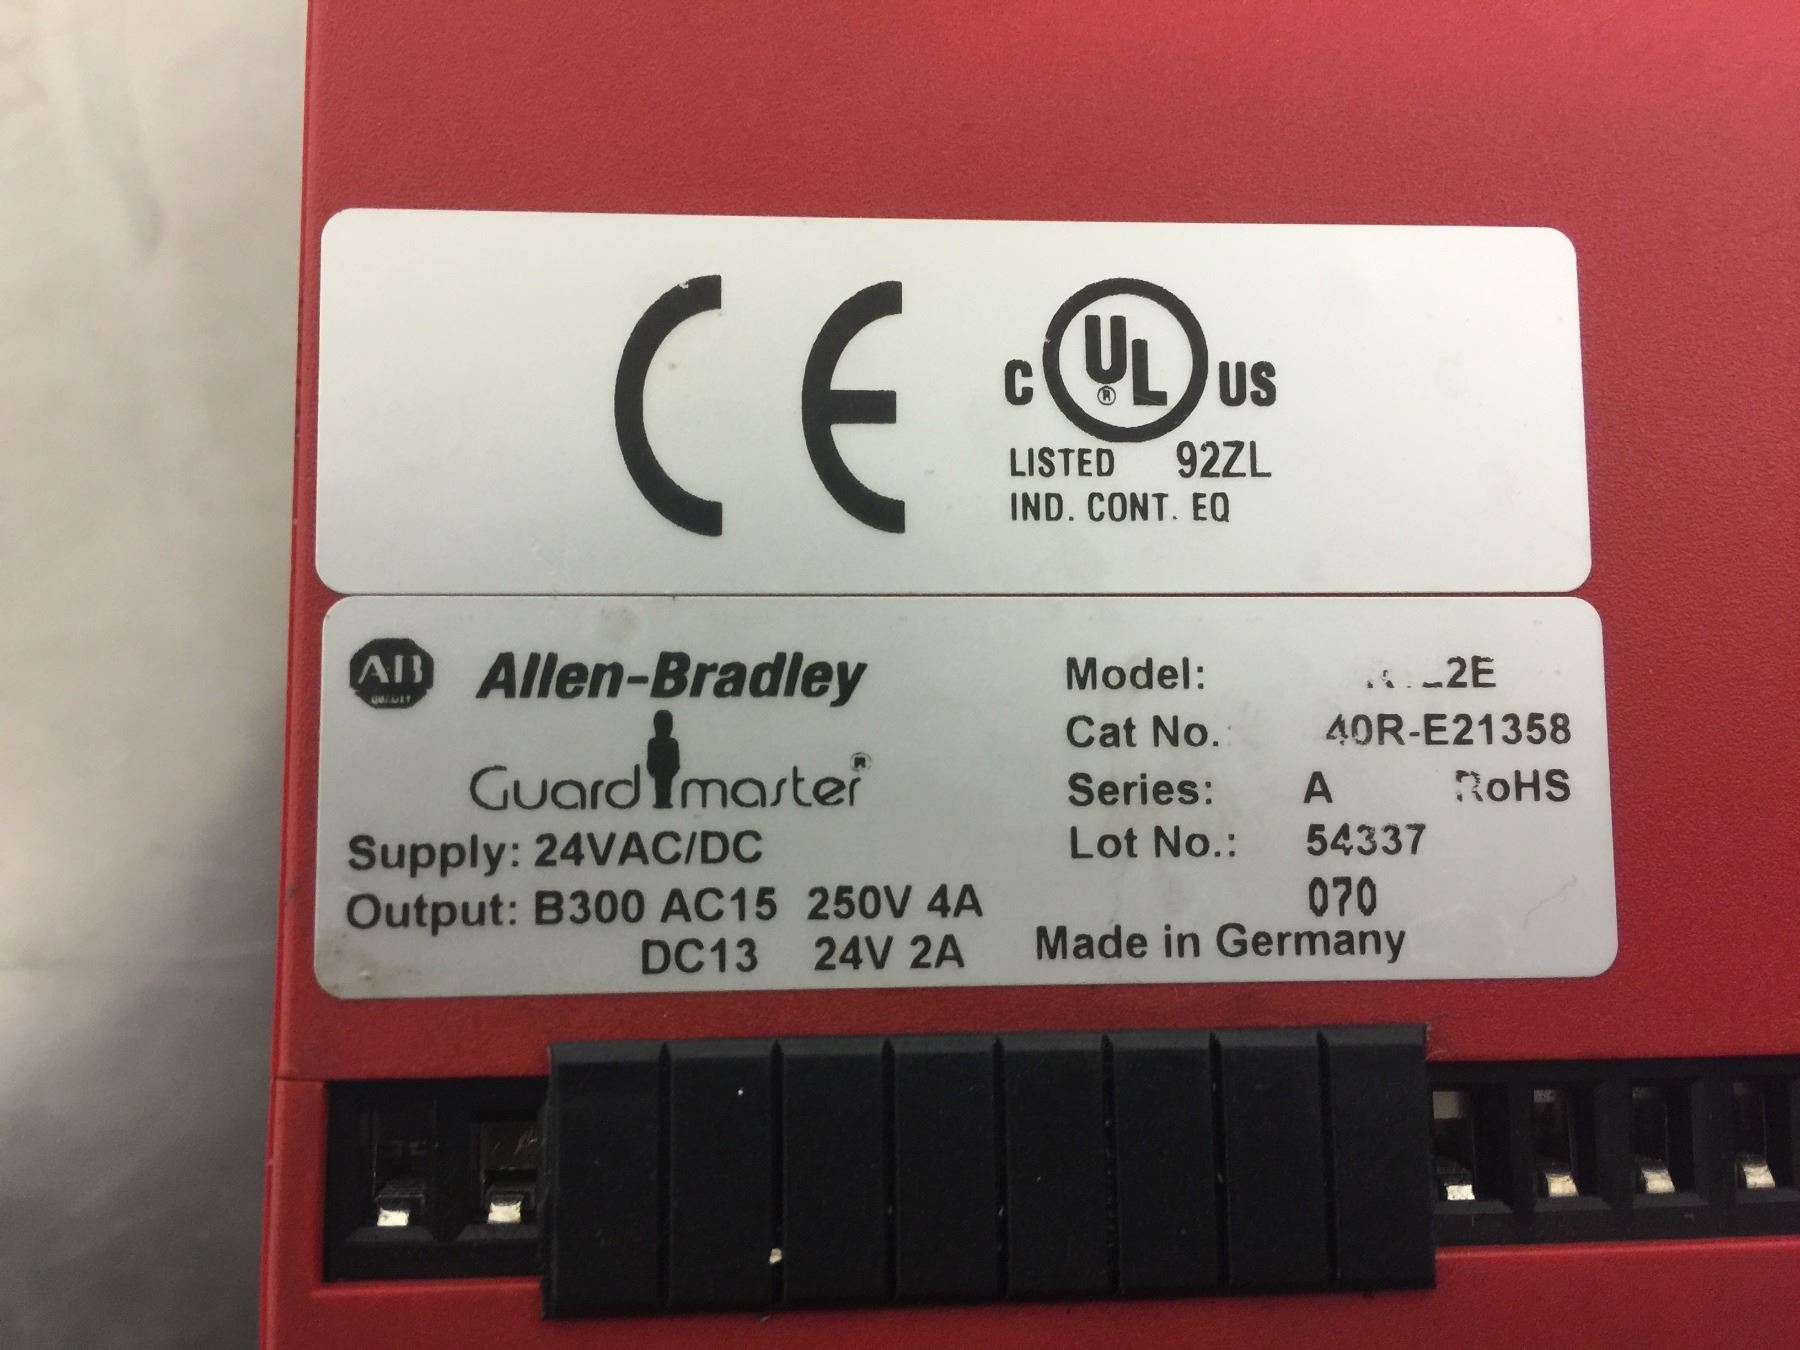 CE
C UL® US
LISTED 92ZL
IND. CONT. EQ
AB Allen-Bradley
QUALITY
Guardmaster®
Supply: 24VAC/DC
Output: B300 AC15 250V 4A
DC13 24V 2A
Model:
Cat No. 40R-E21358
Series: A RoHS
Lot No.: 54337
070
Made in Germany